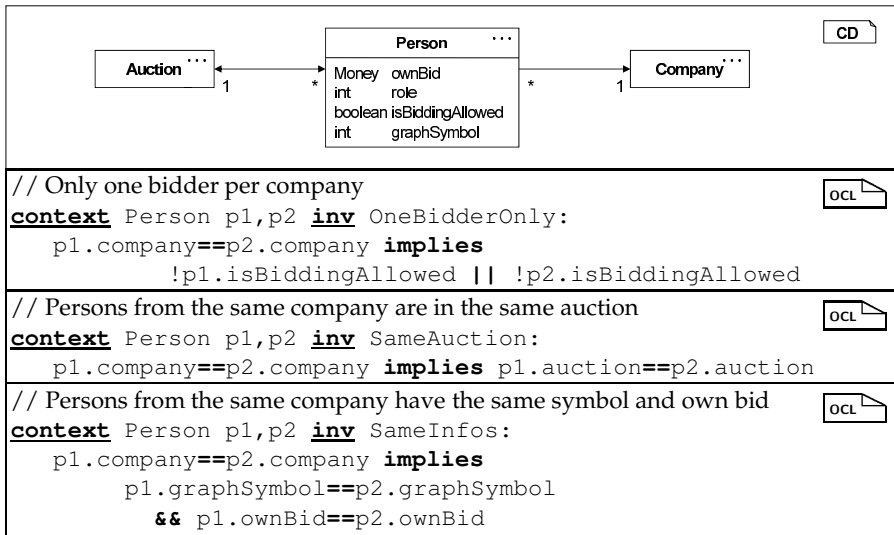 CD
Person ...
Auction ...
Company ...
Money ownBid
int role
boolean isBiddingAllowed
int graphSymbol
1
*
*
1
// Only one bidder per company
OCL
context Person p1,p2 inv OneBidderOnly:
p1.company==p2.company implies
!p1.isBiddingAllowed || !p2.isBiddingAllowed
// Persons from the same company are in the same auction
OCL
context Person p1,p2 inv SameAuction:
p1.company==p2.company implies p1.auction==p2.auction
// Persons from the same company have the same symbol and own bid
OCL
context Person p1,p2 inv SameInfos:
p1.company==p2.company implies
p1.graphSymbol==p2.graphSymbol
&& p1.ownBid==p2.ownBid